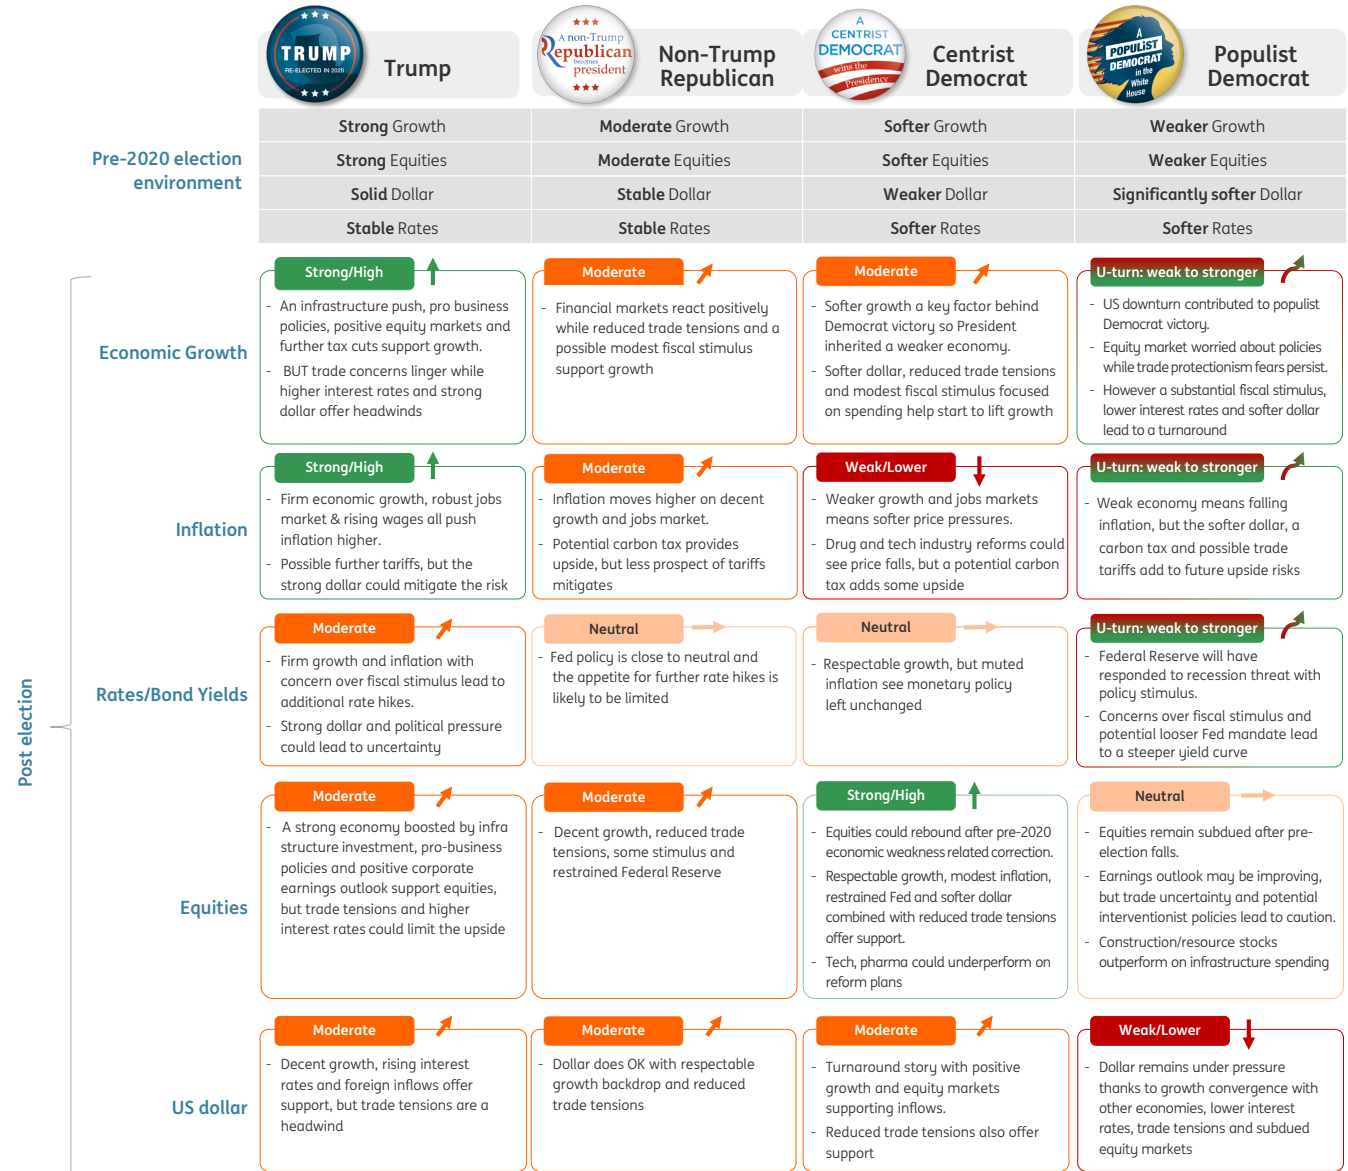 TRUMP
RE-ELECTED IN 2020
Trump
A non-Trump
Republican
becomes
president
Non-Trump
Republican
A
CENTRIST
DEMOCRAT
wins the
Presidency
Centrist
Democrat
A
POPULiST
DEMOCRAT
in the
White
House
Populist
Democrat
Pre-2020 election
environment
Strong Growth
Moderate Growth
Softer Growth
Weaker Growth
Strong Equities
Moderate Equities
Softer Equities
Weaker Equities
Solid Dollar
Stable Dollar
Weaker Dollar
Significantly softer Dollar
Stable Rates
Stable Rates
Softer Rates
Softer Rates
Post election
Economic Growth
Strong/High
- An infrastructure push, pro business
policies, positive equity markets and
further tax cuts support growth.
- BUT trade concerns linger while
higher interest rates and strong
dollar offer headwinds
Moderate
- Financial markets react positively
while reduced trade tensions and a
possible modest fiscal stimulus
support growth
Moderate
- Softer growth a key factor behind
Democrat victory so President
inherited a weaker economy.
- Softer dollar, reduced trade tensions
and modest fiscal stimulus focused
on spending help start to lift growth
U-turn: weak to stronger
- US downturn contributed to populist
Democrat victory.
- Equity market worried about policies
while trade protectionism fears persist.
- However a substantial fiscal stimulus,
lower interest rates and softer dollar
lead to a turnaround
Inflation
Strong/High
- Firm economic growth, robust jobs
market & rising wages all push
inflation higher.
- Possible further tariffs, but the
strong dollar could mitigate the risk
Moderate
- Inflation moves higher on decent
growth and jobs market.
- Potential carbon tax provides
upside, but less prospect of tariffs
mitigates
Weak/Lower
- Weaker growth and jobs markets
means softer price pressures.
- Drug and tech industry reforms could
see price falls, but a potential carbon
tax adds some upside
U-turn: weak to stronger
- Weak economy means falling
inflation, but the softer dollar, a
carbon tax and possible trade
tariffs add to future upside risks
Rates/Bond Yields
Moderate
- Firm growth and inflation with
concern over fiscal stimulus lead to
additional rate hikes.
- Strong dollar and political pressure
could lead to uncertainty
Neutral
- Fed policy is close to neutral and
the appetite for further rate hikes is
likely to be limited
Neutral
- Respectable growth, but muted
inflation see monetary policy
left unchanged
U-turn: weak to stronger
- Federal Reserve will have
responded to recession threat with
policy stimulus.
- Concerns over fiscal stimulus and
potential looser Fed mandate lead
to a steeper yield curve
Equities
Moderate
- A strong economy boosted by infra
structure investment, pro-business
policies and positive corporate
earnings outlook support equities,
but trade tensions and higher
interest rates could limit the upside
Moderate
- Decent growth, reduced trade
tensions, some stimulus and
restrained Federal Reserve
Strong/High
- Equities could rebound after pre-2020
economic weakness related correction.
- Respectable growth, modest inflation,
restrained Fed and softer dollar
combined with reduced trade tensions
offer support.
- Tech, pharma could underperform on
reform plans
Neutral
- Equities remain subdued after pre-
election falls.
- Earnings outlook may be improving,
but trade uncertainty and potential
interventionist policies lead to caution.
- Construction/resource stocks
outperform on infrastructure spending
US dollar
Moderate
- Decent growth, rising interest
rates and foreign inflows offer
support, but trade tensions are a
headwind
Moderate
- Dollar does OK with respectable
growth backdrop and reduced
trade tensions
Moderate
- Turnaround story with positive
growth and equity markets
supporting inflows.
- Reduced trade tensions also offer
support
Weak/Lower
- Dollar remains under pressure
thanks to growth convergence with
other economies, lower interest
rates, trade tensions and subdued
equity markets